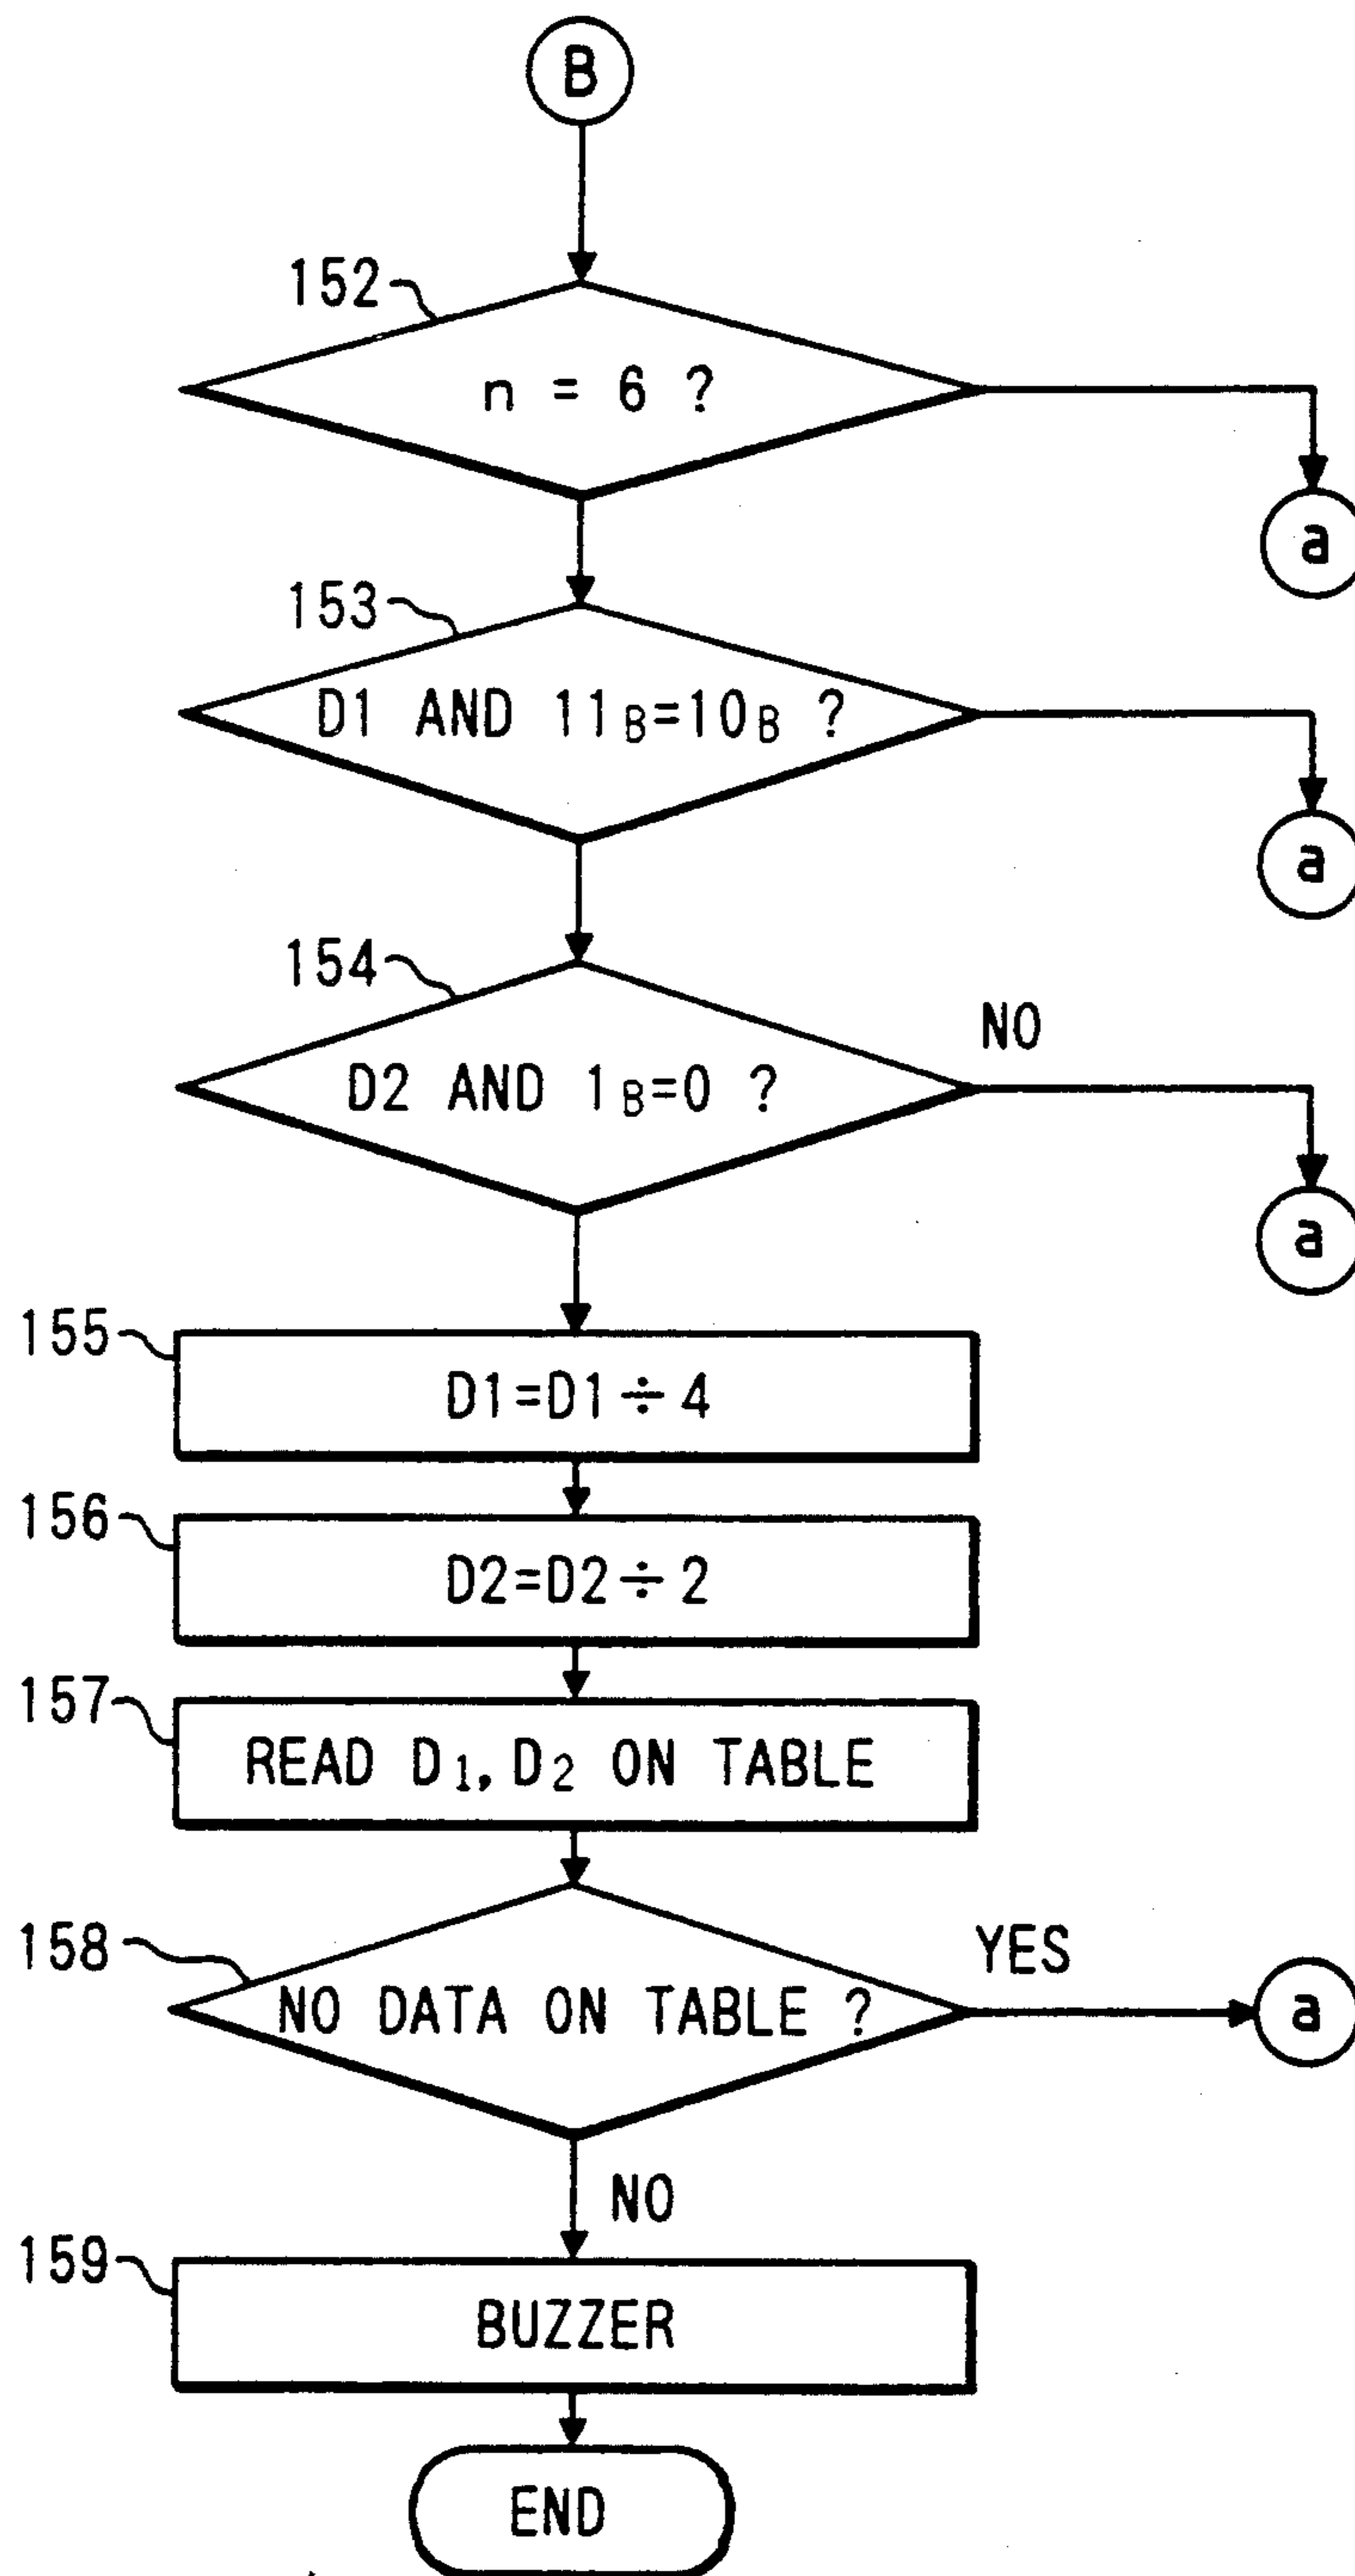 B
152
n = 6 ?
a
153
D1 AND 11B=10B ?
a
154
NO
D2 AND 1B=0 ?
a
155
D1=D1÷4
156
D2=D2÷2
157
READ D1, D2 ON TABLE
158
YES
NO DATA ON TABLE ?
a
NO
159
BUZZER
END